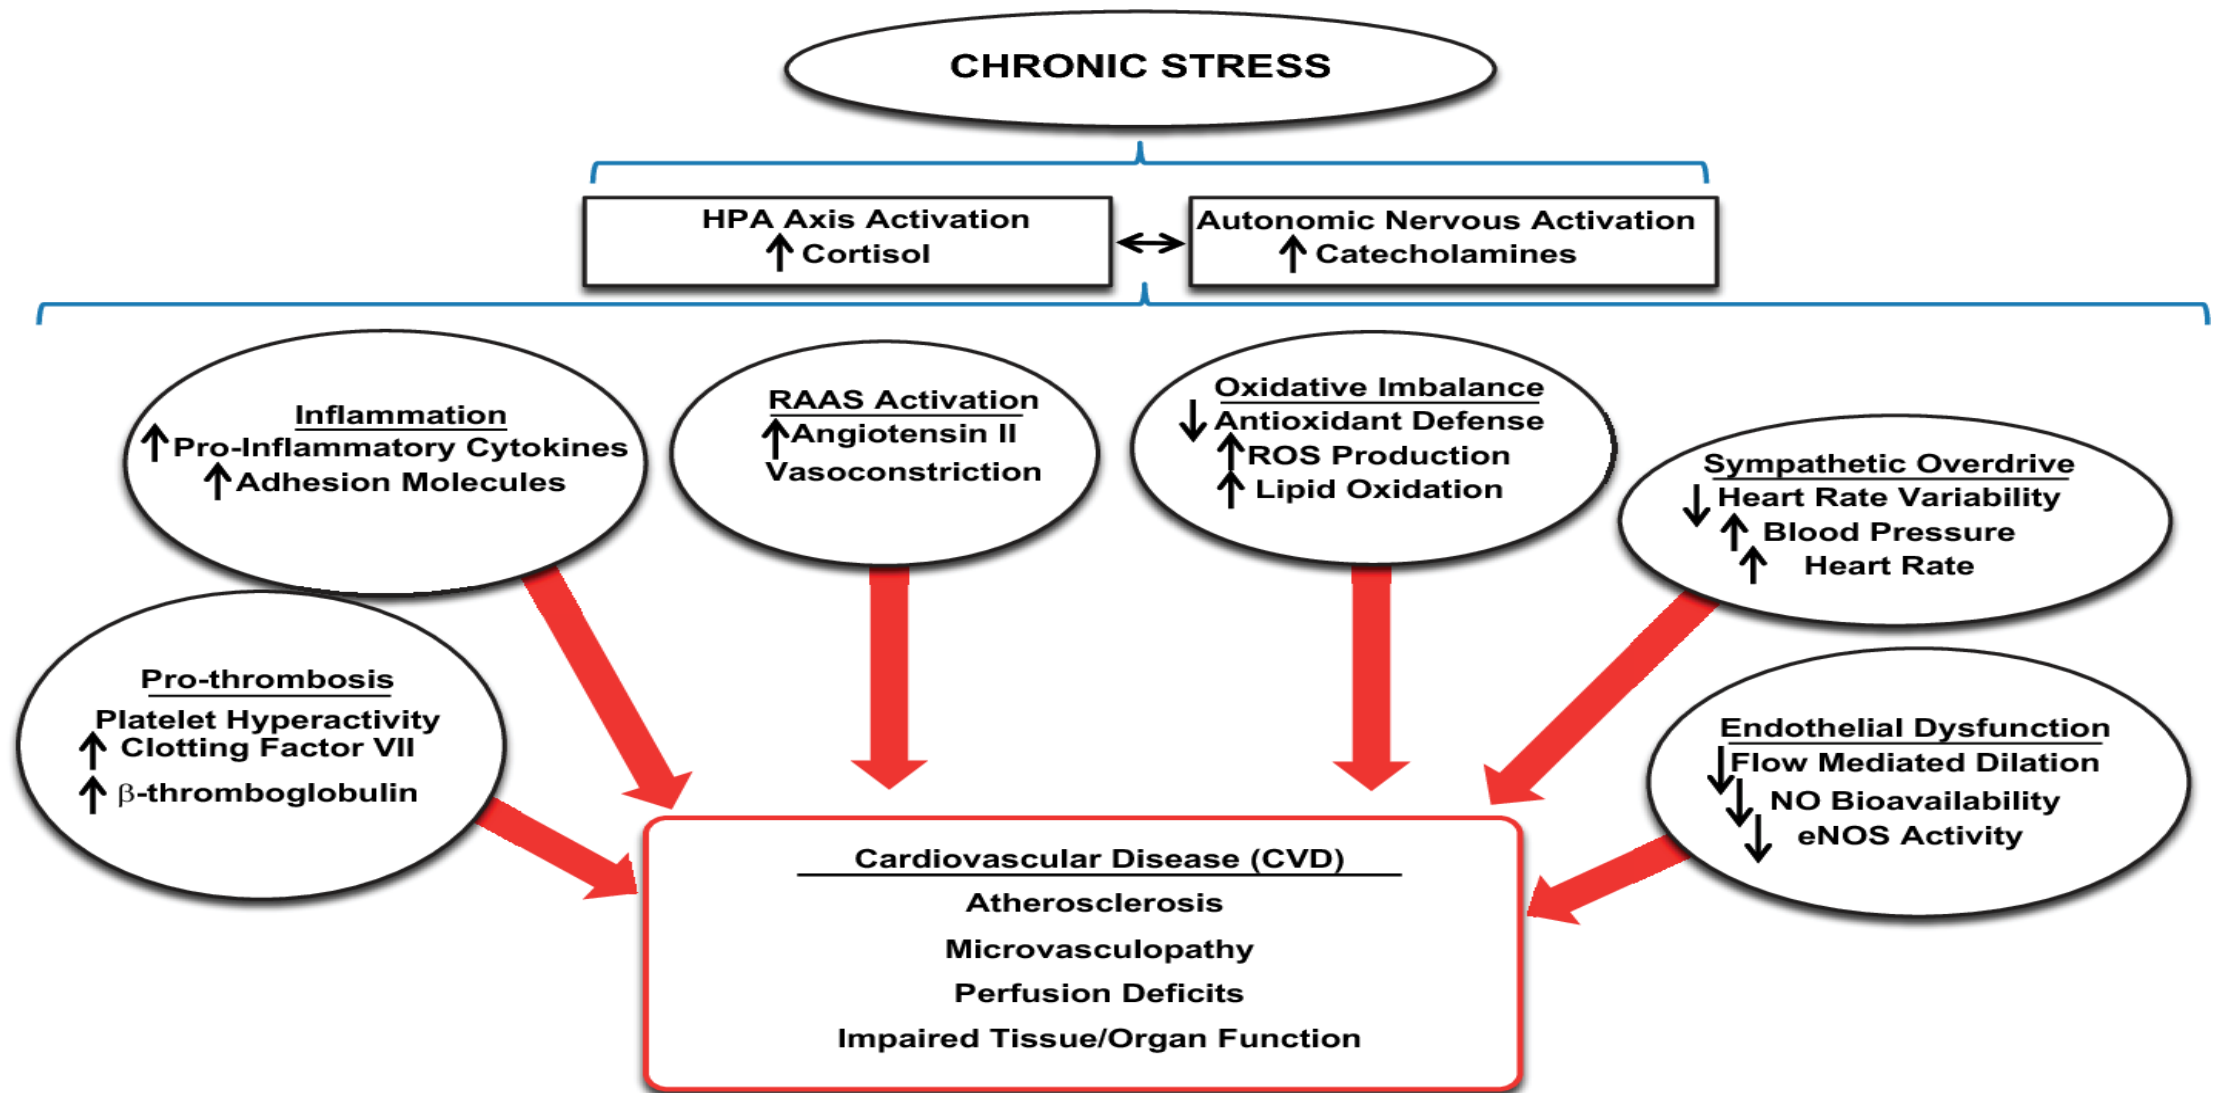 CHRONIC STRESS
HPA Axis Activation
↑ Cortisol
Autonomic Nervous Activation
↑ Catecholamines
Inflammation
↑ Pro-Inflammatory Cytokines
↑ Adhesion Molecules
RAAS Activation
↑ Angiotensin II
Vasoconstriction
Oxidative Imbalance
↓ Antioxidant Defense
↑ ROS Production
↑ Lipid Oxidation
Sympathetic Overdrive
↓ Heart Rate Variability
↑ Blood Pressure
↑ Heart Rate
Pro-thrombosis
Platelet Hyperactivity
↑ Clotting Factor VII
↑ β-thromboglobulin
Endothelial Dysfunction
↓ Flow Mediated Dilation
↓ NO Bioavailability
↓ eNOS Activity
Cardiovascular Disease (CVD)
Atherosclerosis
Microvasculopathy
Perfusion Deficits
Impaired Tissue/Organ Function